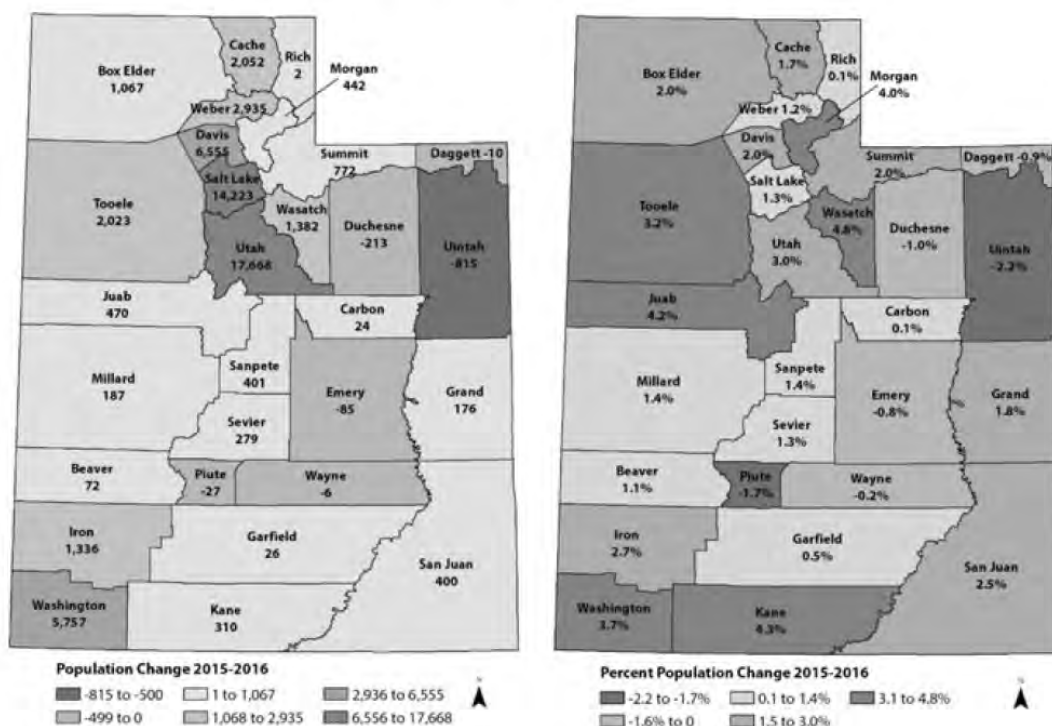 Cache
2,052
Rich
2
Box Elder
1,067
Morgan
442
Weber 2,935
Davis
6,555
Summit
772
Daggett -10
Salt Lake
14,223
Tooele
2,023
Wasatch
1,382
Duchesne
-213
Uintah
-815
Utah
17,668
Juab
470
Carbon
24
Sanpete
401
Millard
187
Emery
-85
Grand
176
Sevier
279
Beaver
72
Piute
-27
Wayne
-6
Iron
1,336
Garfield
26
San Juan
400
Washington
5,757
Kane
310
Population Change 2015-2016
-815 to -500
1 to 1,067
2,936 to 6,555
-499 to 0
1,068 to 2,935
6,556 to 17,668
N
Cache
1.7%
Rich
0.1%
Box Elder
2.0%
Morgan
4.0%
Weber 1.2%
Davis
2.0%
Summit
2.0%
Daggett -0.9%
Salt Lake
1.3%
Tooele
3.2%
Wasatch
4.8%
Duchesne
-1.0%
Uintah
-2.2%
Utah
3.0%
Juab
4.2%
Carbon
0.1%
Sanpete
1.4%
Millard
1.4%
Emery
-0.8%
Grand
1.8%
Sevier
1.3%
Beaver
1.1%
Piute
-1.7%
Wayne
-0.2%
Iron
2.7%
Garfield
0.5%
San Juan
2.5%
Washington
3.7%
Kane
4.3%
Percent Population Change 2015-2016
-2.2 to -1.7%
0.1 to 1.4%
3.1 to 4.8%
-1.6% to 0
1.5 to 3.0%
N